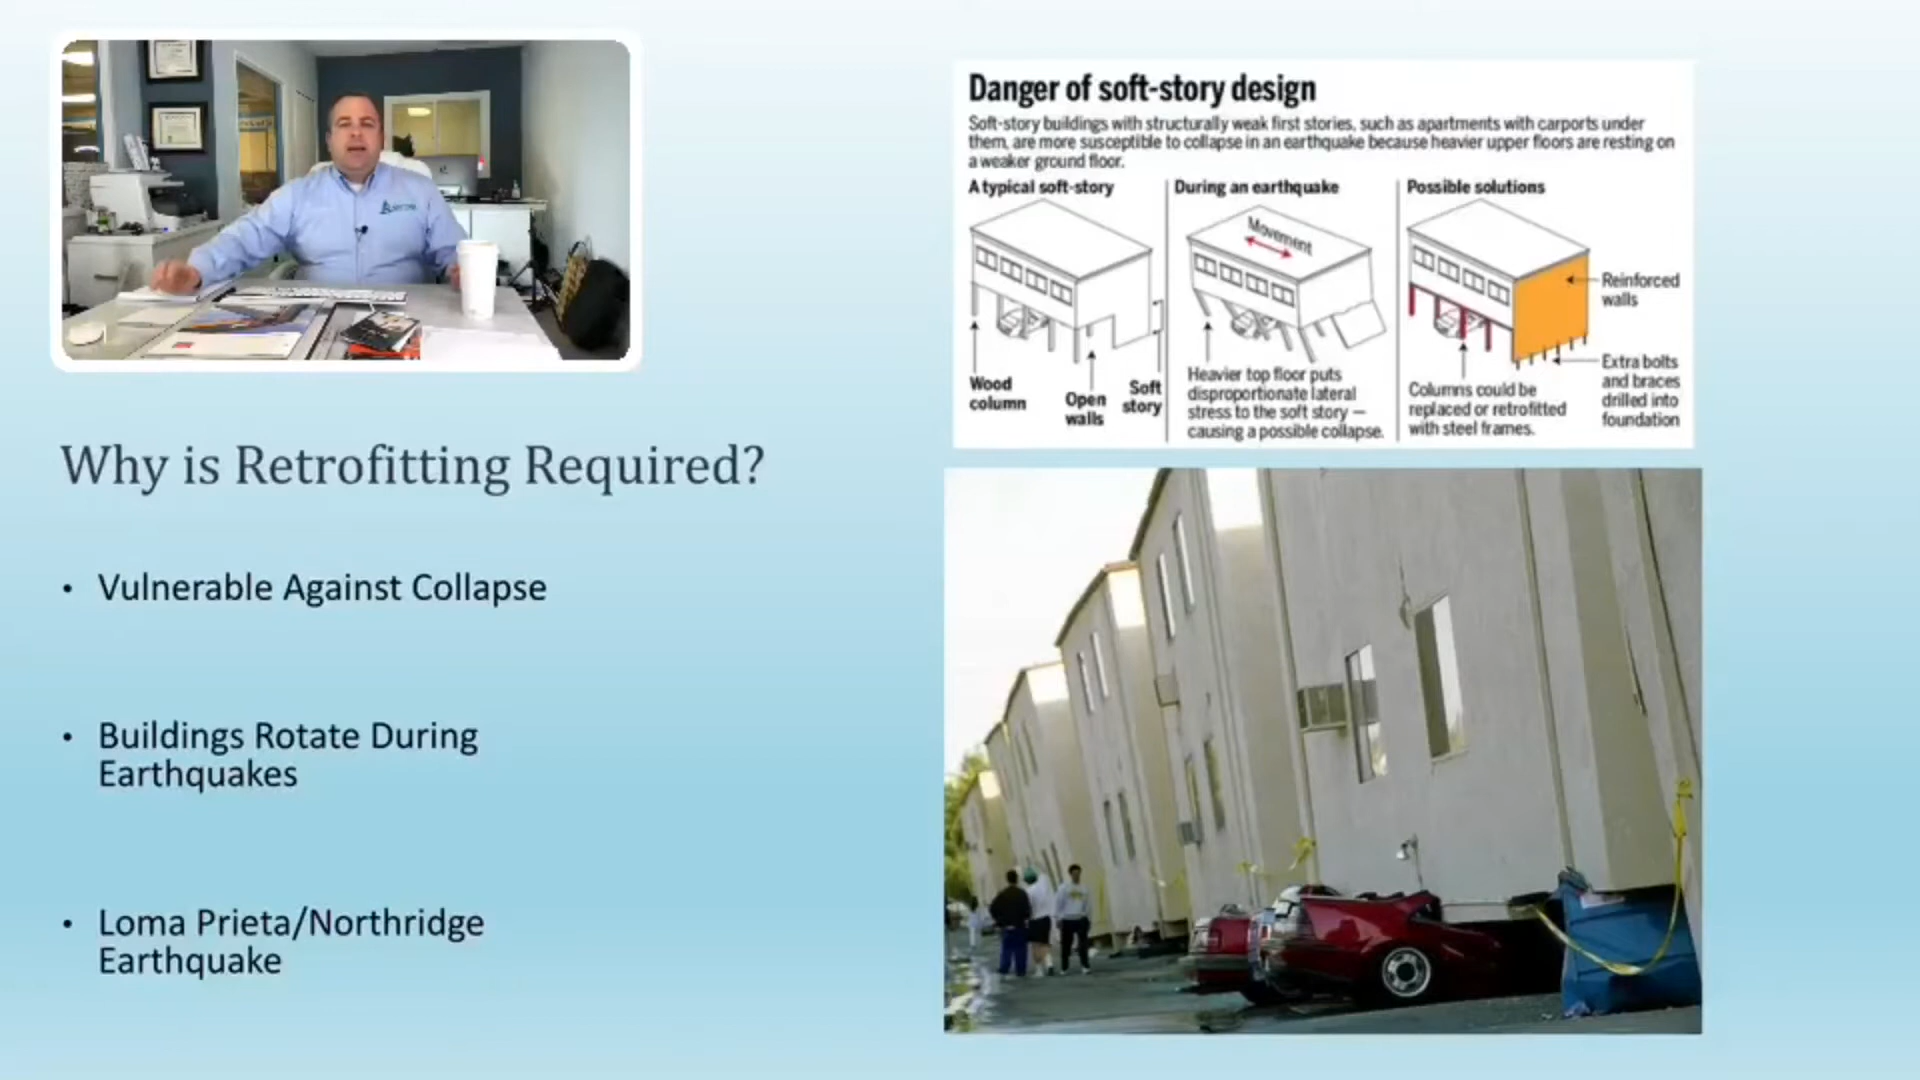 Danger of soft-story design
Soft-story buildings with structurally weak first stories, such as apartments with carports under
them, are more susceptible to collapse in an earthquake because heavier upper floors are resting on
a weaker ground floor.
A typical soft-story
Wood
column
Open
walls
Soft
story
During an earthquake
Movement
Heavier top floor puts
disproportionate lateral
stress to the soft story —
causing a possible collapse.
Possible solutions
Reinforced
walls
Columns could be
replaced or retrofitted
with steel frames.
Extra bolts
and braces
drilled into
foundation
Why is Retrofitting Required?
• Vulnerable Against Collapse
• Buildings Rotate During
Earthquakes
• Loma Prieta/Northridge
Earthquake